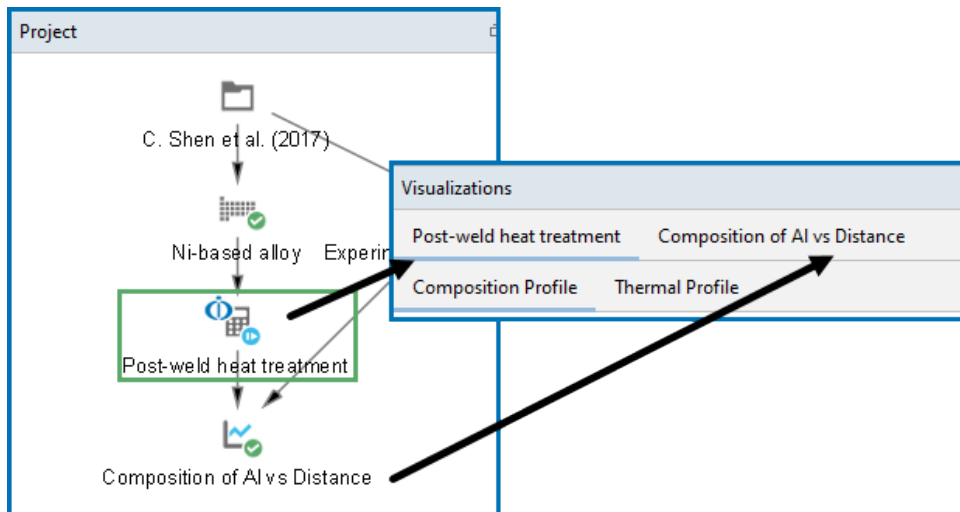 Project
C. Shen et al. (2017)
Ni-based alloy
Post-weld heat treatment
Composition of Al vs Distance
Visualizations
Post-weld heat treatment Composition of Al vs Distance
Composition Profile Thermal Profile